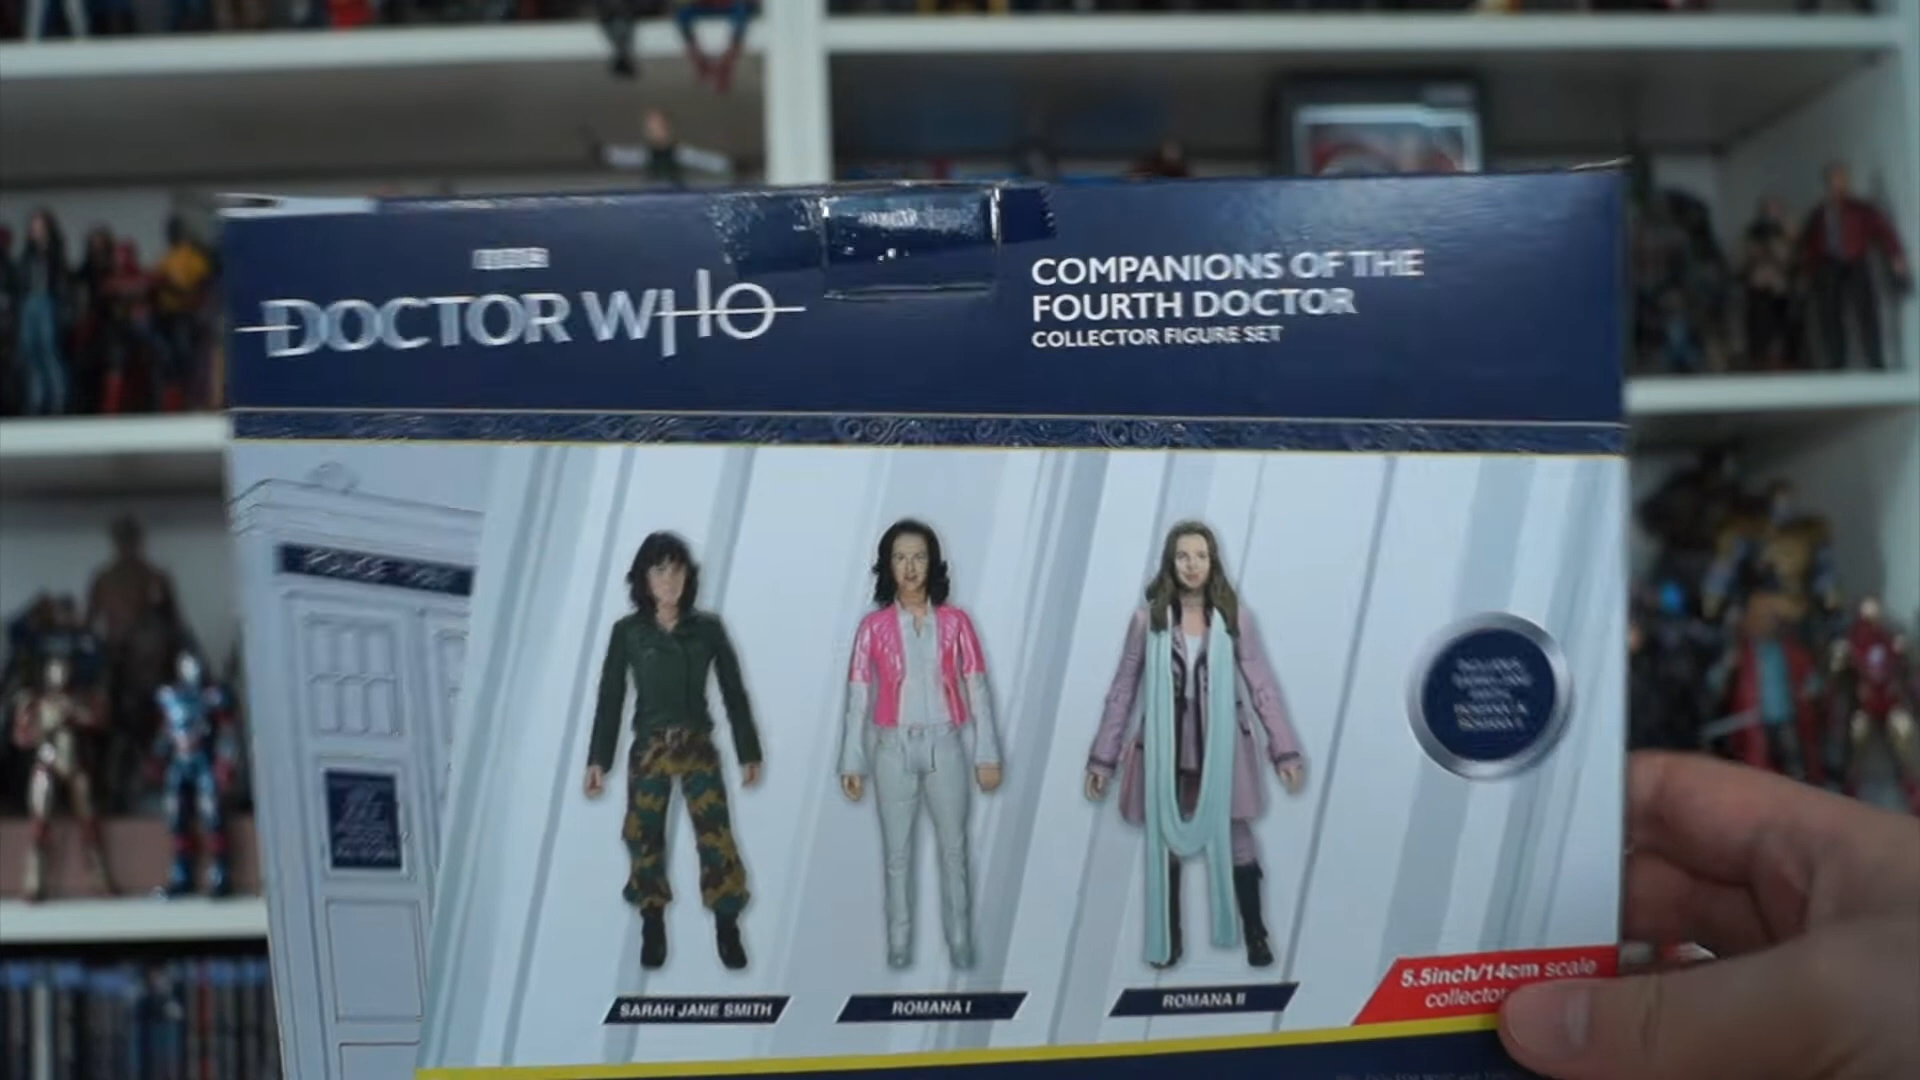 BBC
DOCTOR WHO
COMPANIONS OF THE
FOURTH DOCTOR
COLLECTOR FIGURE SET
SARAH JANE SMITH
ROMANA I
ROMANA II
5.5inch/14cm scale